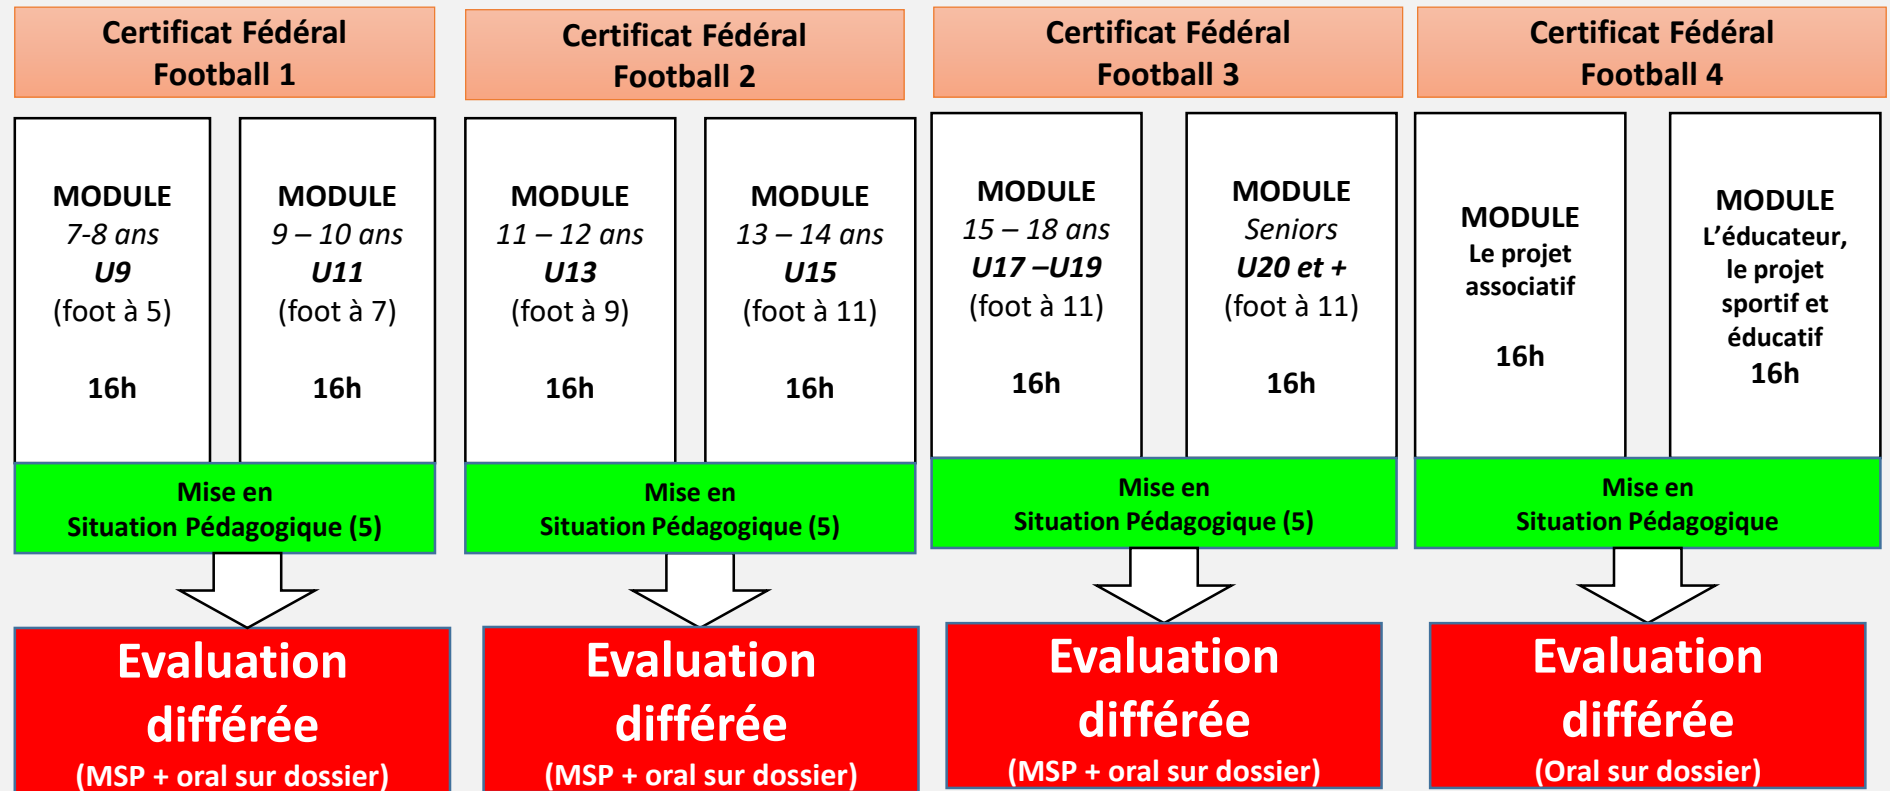 Certificat Fédéral
Football 1
Certificat Fédéral
Football 2
Certificat Fédéral
Football 3
Certificat Fédéral
Football 4
MODULE
7-8 ans
U9
(foot à 5)
16h
MODULE
9 – 10 ans
U11
(foot à 7)
16h
MODULE
11 – 12 ans
U13
(foot à 9)
16h
MODULE
13 – 14 ans
U15
(foot à 11)
16h
MODULE
15 – 18 ans
U17 –U19
(foot à 11)
16h
MODULE
Seniors
U20 et +
(foot à 11)
16h
MODULE
Le projet
associatif
16h
MODULE
L’éducateur,
le projet
sportif et
éducatif
16h
Mise en
Situation Pédagogique (5)
Mise en
Situation Pédagogique (5)
Mise en
Situation Pédagogique (5)
Mise en
Situation Pédagogique
Evaluation
différée
(MSP + oral sur dossier)
Evaluation
différée
(MSP + oral sur dossier)
Evaluation
différée
(MSP + oral sur dossier)
Evaluation
différée
(Oral sur dossier)